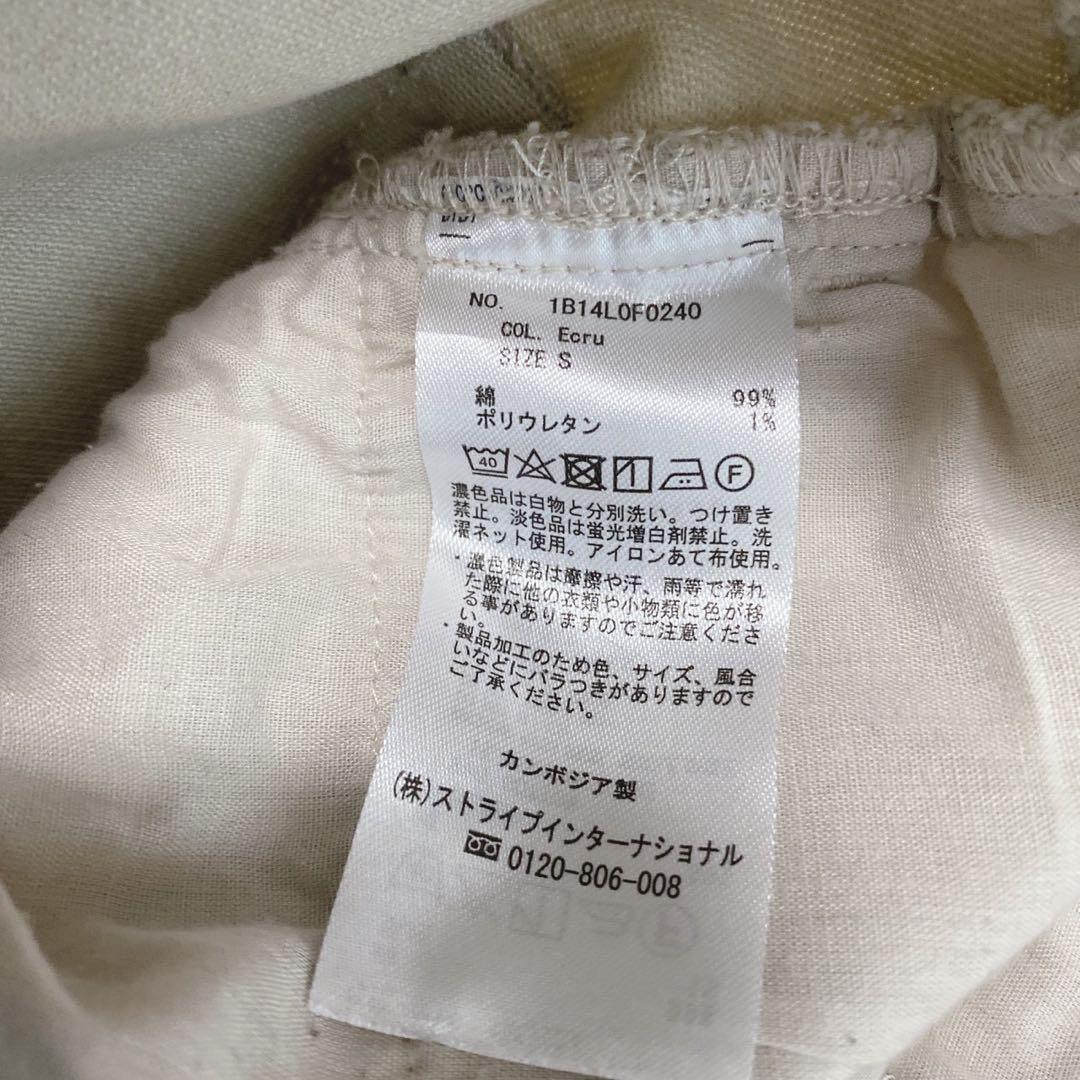 NO. 1B14L0F0240
COL. Ecru
SIZE S
綿 99%
ポリウレタン 1%
40 F
濃色品は白物と分別洗い。つけ置き
禁止。淡色品は蛍光増白剤禁止。洗
濯ネット使用。アイロンあて布使用。
・濃色製品は摩擦や汗、雨等で濡れ
た際に他の衣類や小物類に色が移
る事がありますのでご注意くださ
い。
・製品加工のため色、サイズ、風合
いなどにバラつきがありますので
ご了承ください。
カンボジア製
(株)ストライプインターナショナル
0120-806-008